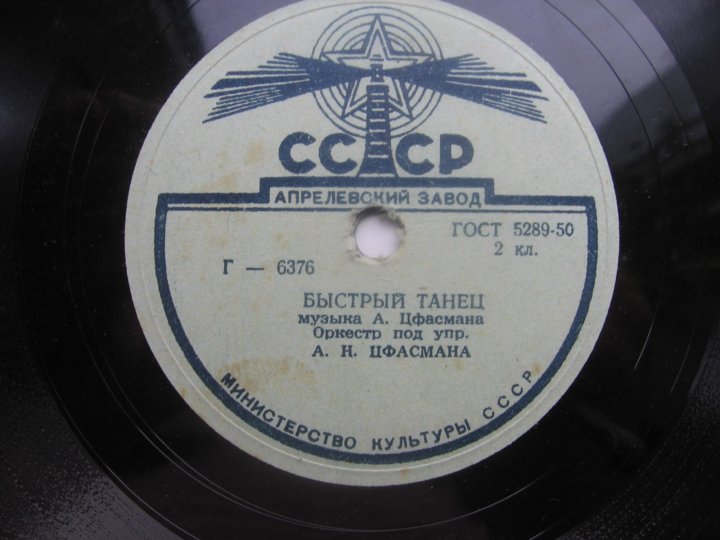 СССР
АПРЕЛЕВСКИЙ ЗАВОД
ГОСТ 5289-50
2 кл.
Г — 6376
БЫСТРЫЙ ТАНЕЦ
музыка А. Цфасмана
Оркестр под упр.
А. Н. ЦФАСМАНА
МИНИСТЕРСТВО КУЛЬТУРЫ СССР